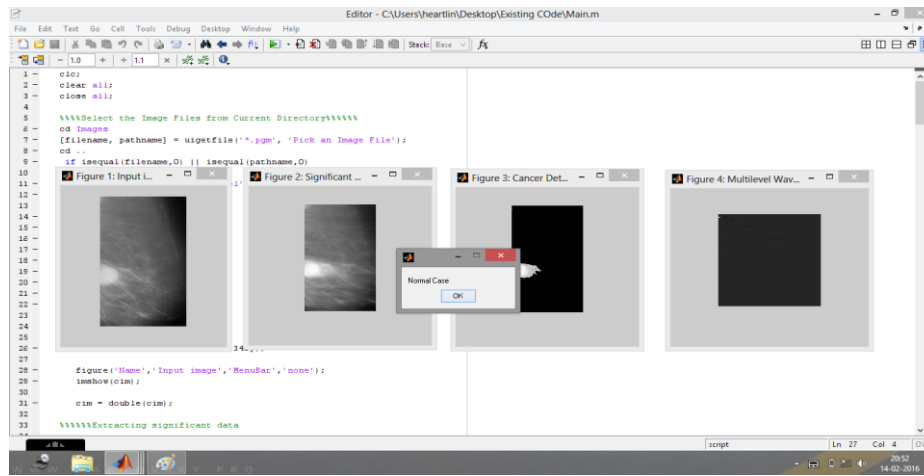 Editor - C:\Users\heartlin\Desktop\Existing COde\Main.m
File Edit Text Go Cell Tools Debug Desktop Window Help
Stack: Base fx
- 1.0 + ÷ 1.1 ×
1 - clc;
2 - clear all;
3 - close all;
4
5 %%%%Select the Image Files from Current Directory%%%%%%
6 - cd Images
7 - [filename, pathname] = uigetfile('*.pgm', 'Pick an Image File');
8 - cd ..
9 - if isequal(filename,0) || isequal(pathname,0)
10
Figure 1: Input i...
Figure 2: Significant ...
Figure 3: Cancer Det...
Figure 4: Multilevel Wav...
11 -
12 -
13 -
14 -
15 -
16 -
17 -
18 -
19 -
20 -
21 -
22 -
23 -
24
25
Normal Case
OK
26 -
27
28 - figure('Name','Input image','MenuBar','none');
29 - imshow(cim);
30
31 - cim = double(cim);
32
33 %%%%%%Extracting significant data
script Ln 27 Col 4
20:52
14-02-2016